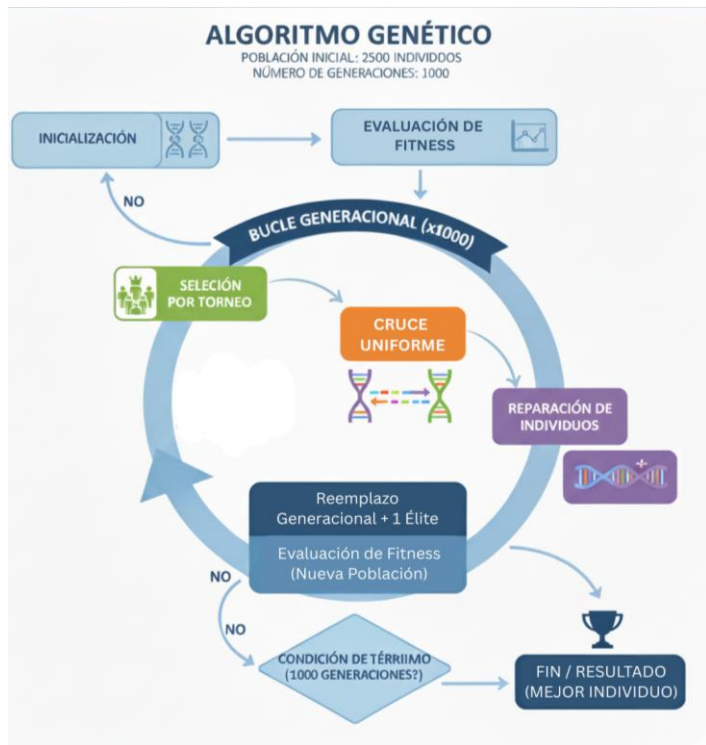 ALGORITMO GENÉTICO
POBLACIÓN INICIAL: 2500 INDIVIDDOS
NÚMERO DE GENERACIONES: 1000
INICIALIZACIÓN
EVALUACIÓN DE
FITNESS
NO
BUCLE GENERACIONAL (x1000)
SELECIÓN
POR TORNEO
CRUCE
UNIFORME
REPARACIÓN DE
INDIVIDUOS
Reemplazo
Generacional + 1 Élite
Evaluación de Fitness
(Nueva Población)
NO
NO
CONDICIÓN DE TÉRRIIMO
(1000 GENERACIONES?)
FIN / RESULTADO
(MEJOR INDIVIDUO)